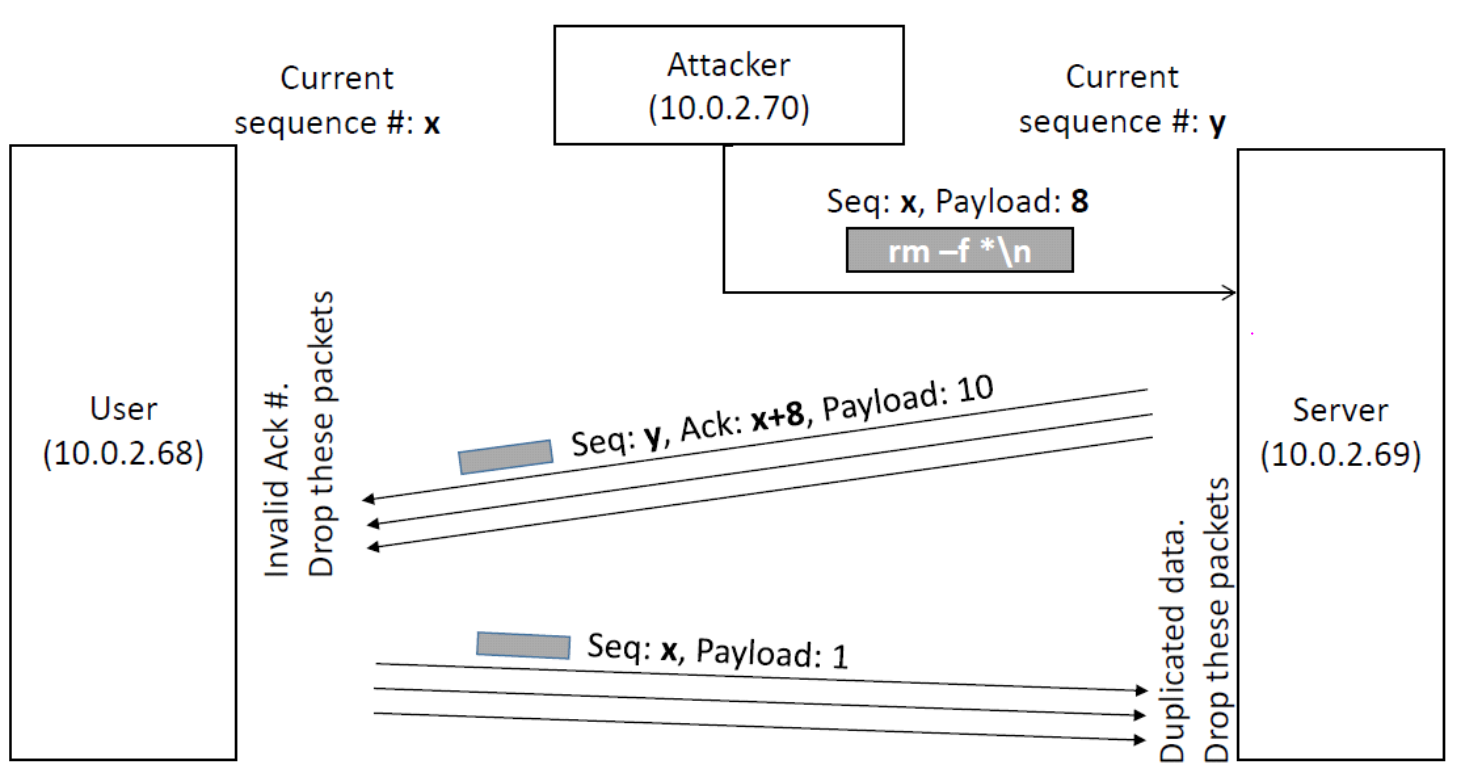 Current
sequence #: x
Attacker
(10.0.2.70)
Current
sequence #: y
Seq: x, Payload: 8
rm –f *\n
User
(10.0.2.68)
Invalid Ack #.
Drop these packets
Seq: y, Ack: x+8, Payload: 10
Server
(10.0.2.69)
Seq: x, Payload: 1
Duplicated data.
Drop these packets